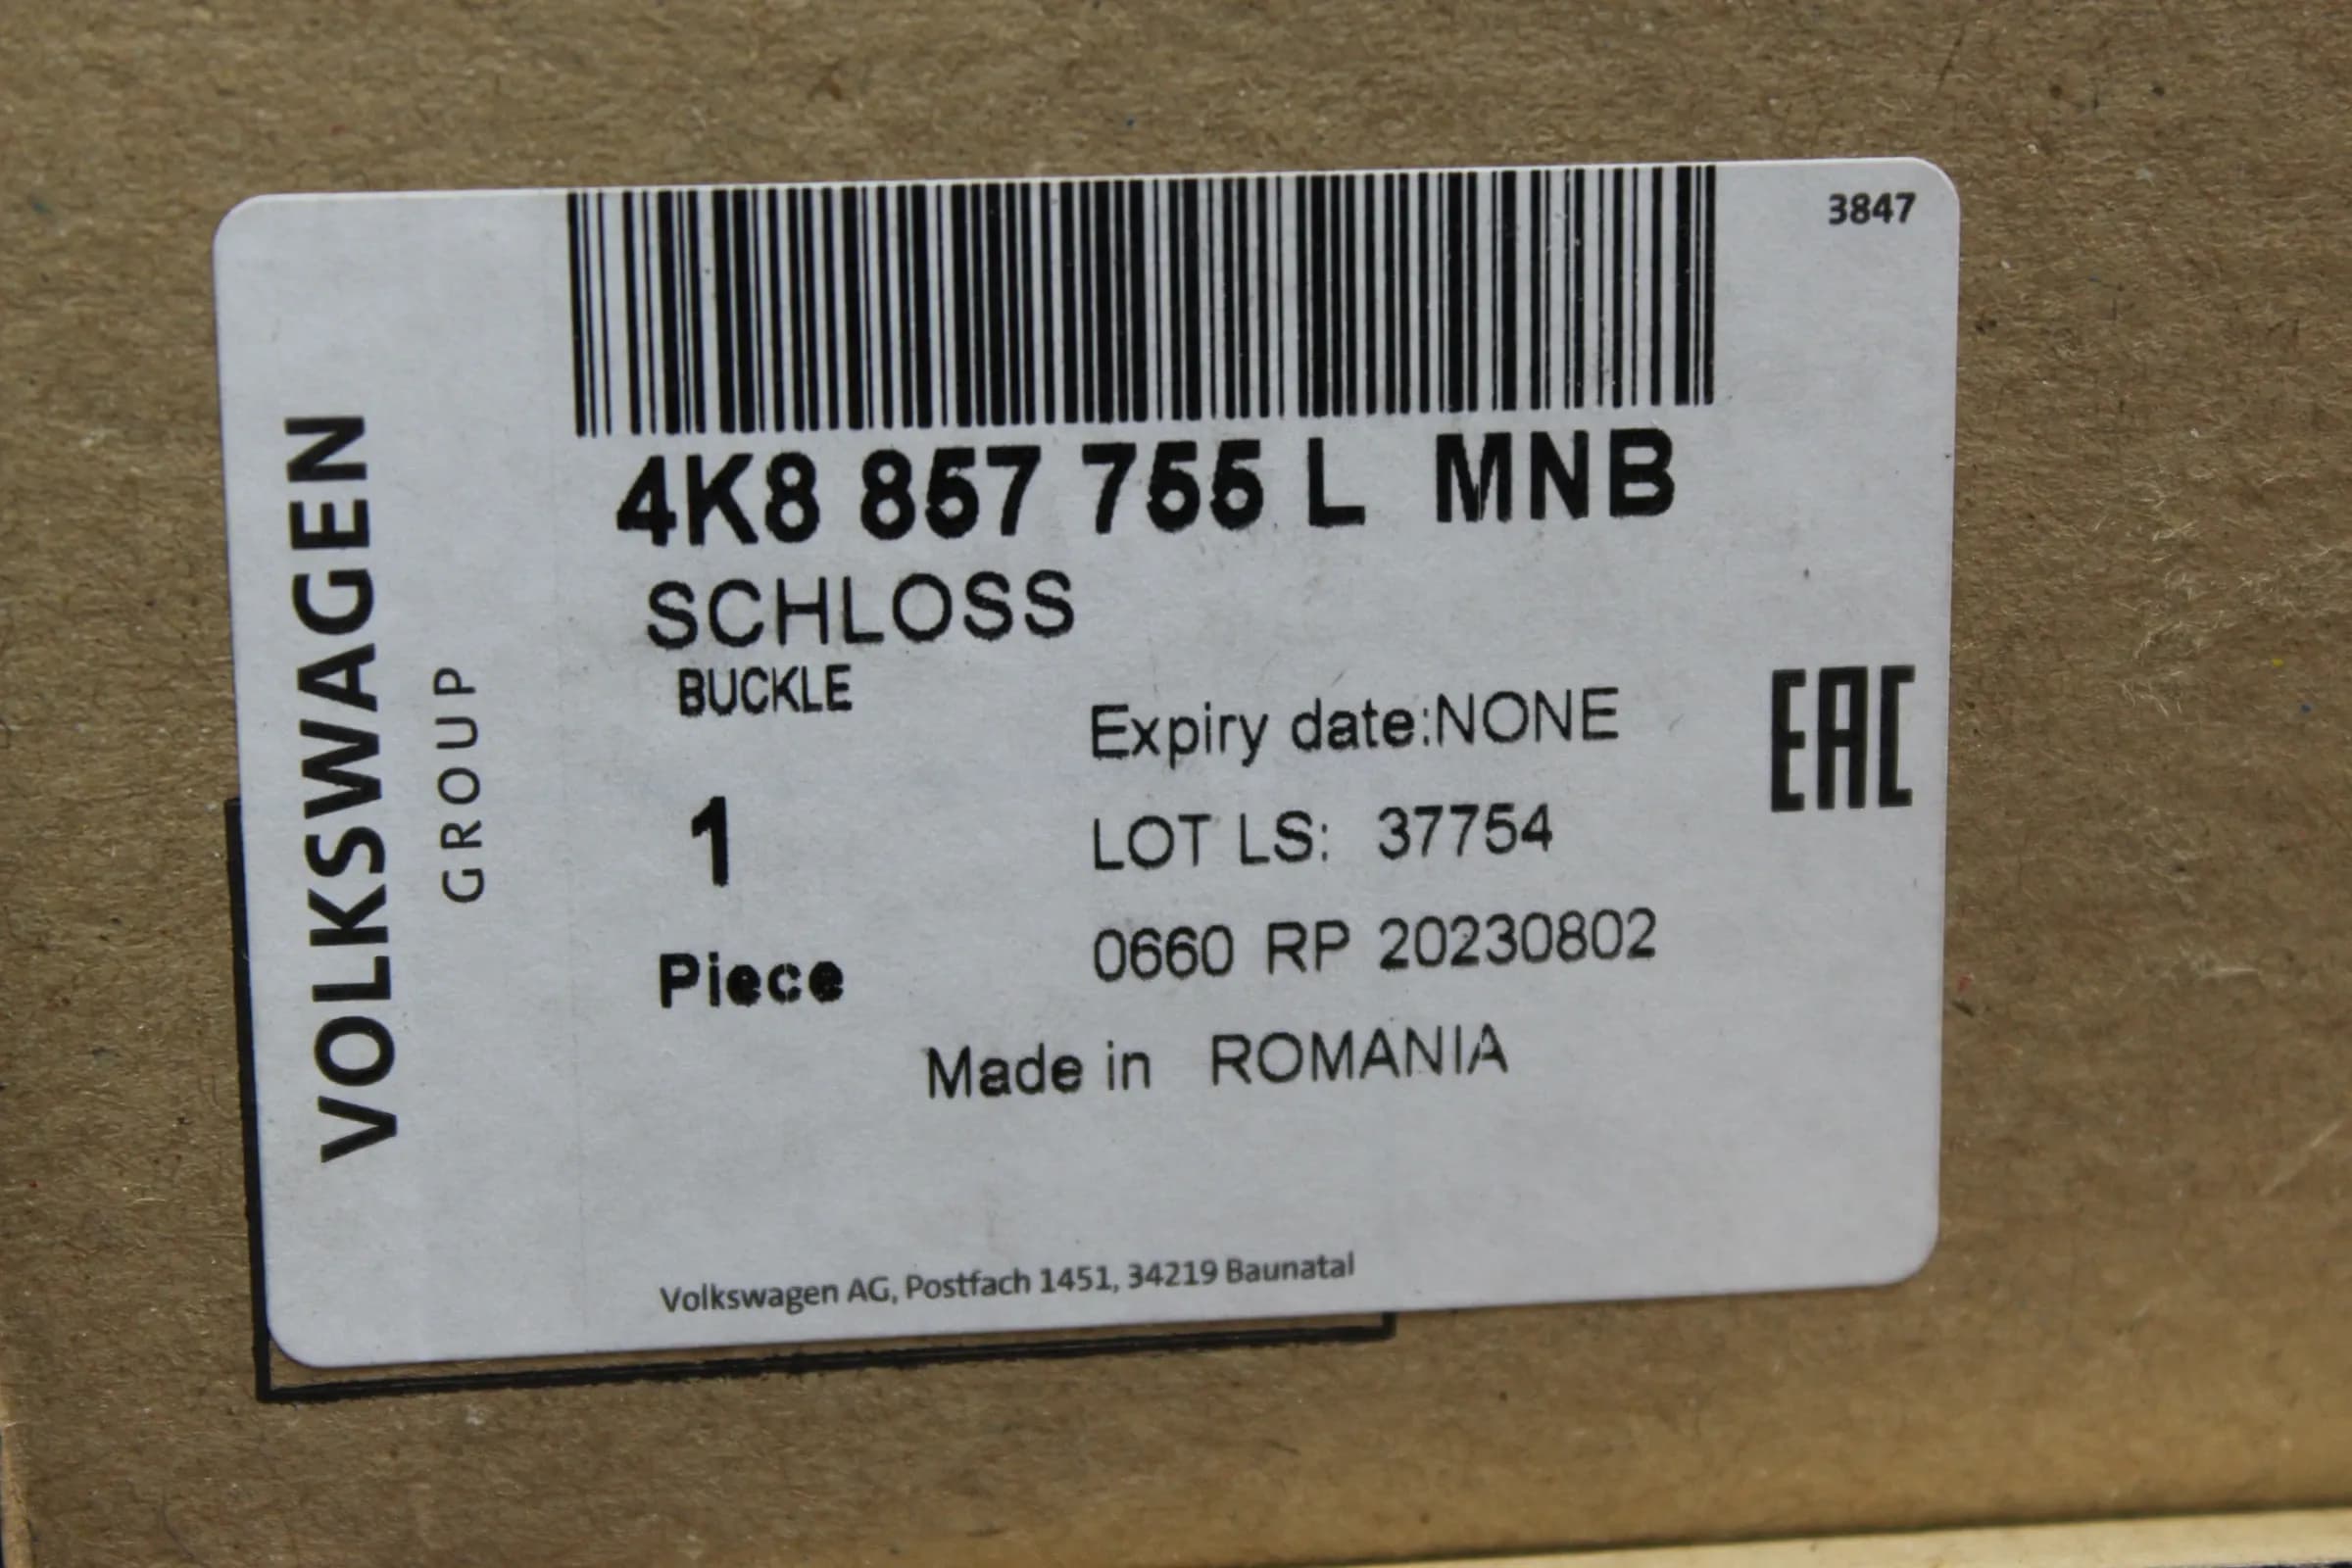 3847
4K8 857 755 L MNB
SCHLOSS
BUCKLE
Expiry date:NONE
1
LOT LS: 37754
Piece
0660 RP 20230802
Made in ROMANIA
Volkswagen AG, Postfach 1451, 34219 Baunatal
VOLKSWAGEN
GROUP
EAC